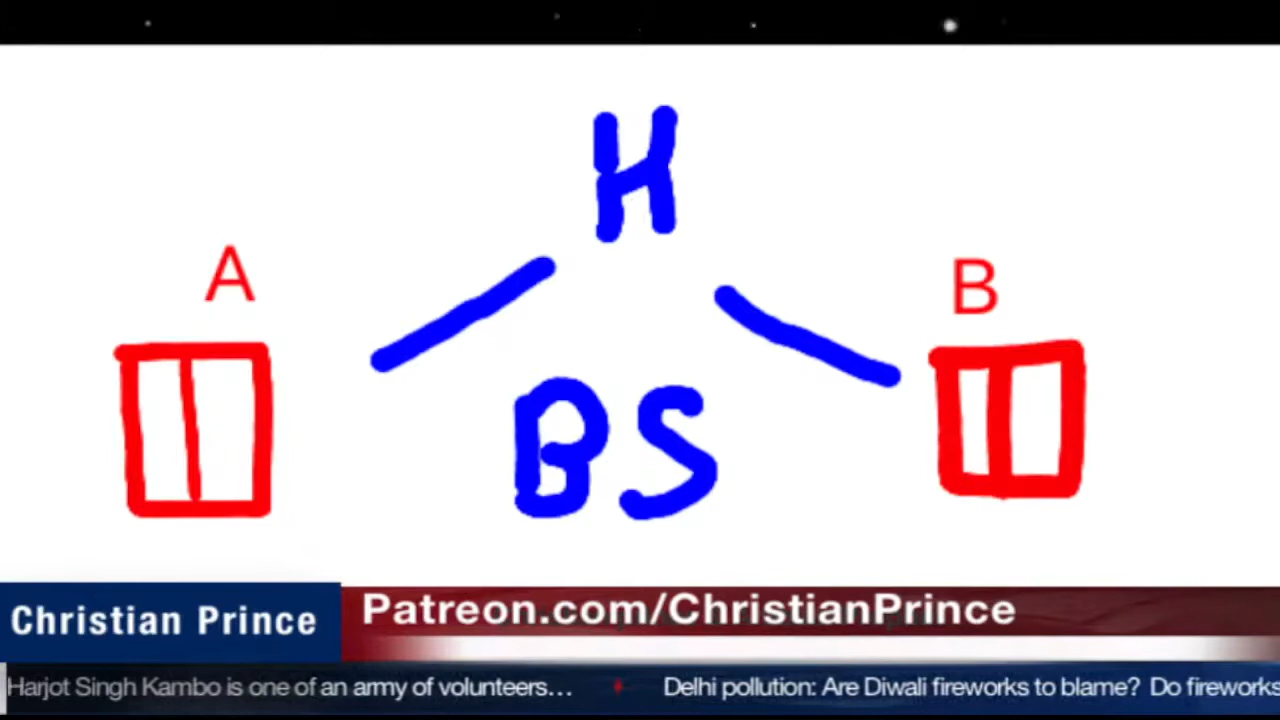 H
A
B
BS
Christian Prince
Patreon.com/ChristianPrince
Harjot Singh Kambo is one of an army of volunteers... Delhi pollution: Are Diwali fireworks to blame? Do fireworks